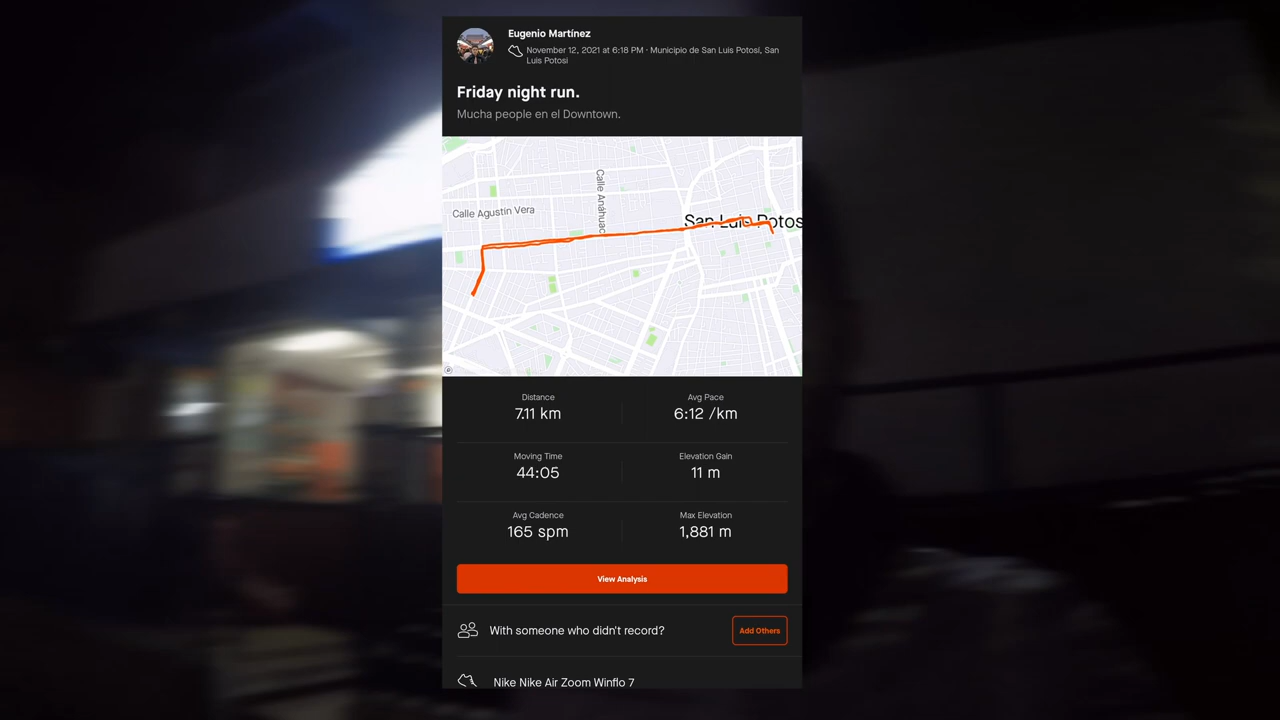 Eugenio Martínez
November 12, 2021 at 6:18 PM · Municipio de San Luis Potosí, San
Luis Potosi
Friday night run.
Mucha people en el Downtown.
Calle Anáhuac
Calle Agustin Vera
San Luis Potos
Distance
7.11 km
Avg Pace
6:12 /km
Moving Time
44:05
Elevation Gain
11 m
Avg Cadence
165 spm
Max Elevation
1,881 m
View Analysis
With someone who didn't record?
Add Others
Nike Nike Air Zoom Winflo 7